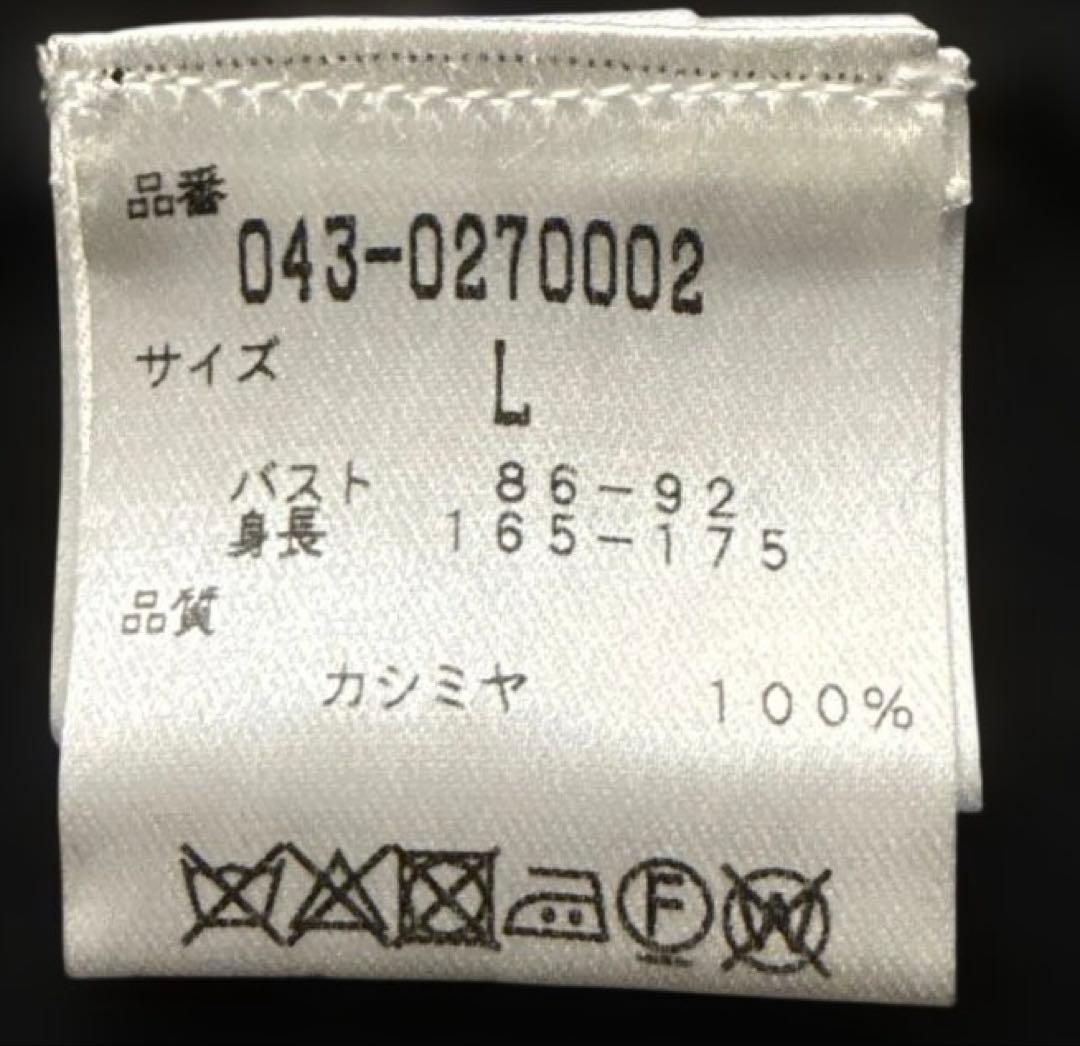 品番
043-0270002
サイズ L
バスト 86-92
身長 165-175
品質
カシミヤ 100%
F W